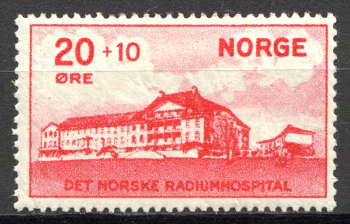 20 + 10 NORGE
ØRE
DET NORSKE RADIUMHOSPITAL